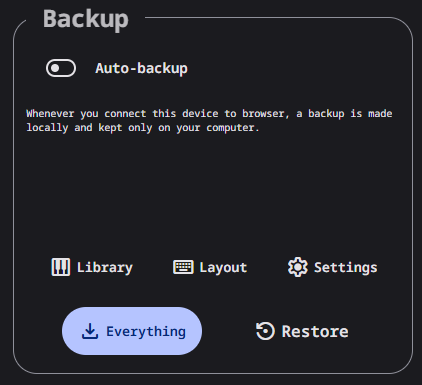 Backup
Auto-backup
Whenever you connect this device to browser, a backup is made
locally and kept only on your computer.
Library Layout Settings
Everything Restore